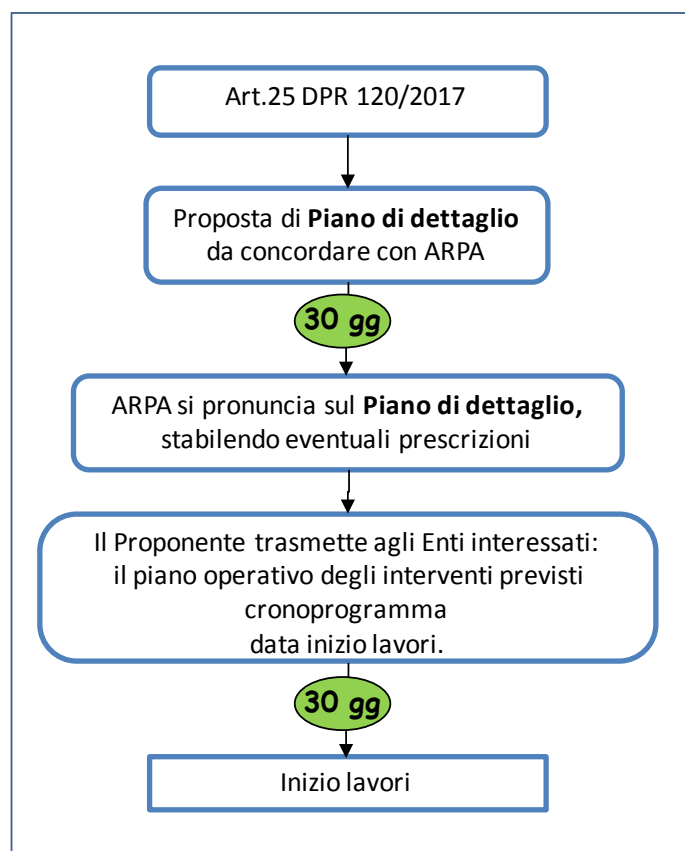 Art.25 DPR 120/2017
Proposta di Piano di dettaglio
da concordare con ARPA
30 gg
ARPA si pronuncia sul Piano di dettaglio,
stabilendo eventuali prescrizioni
Il Proponente trasmette agli Enti interessati:
il piano operativo degli interventi previsti
cronoprogramma
data inizio lavori.
30 gg
Inizio lavori